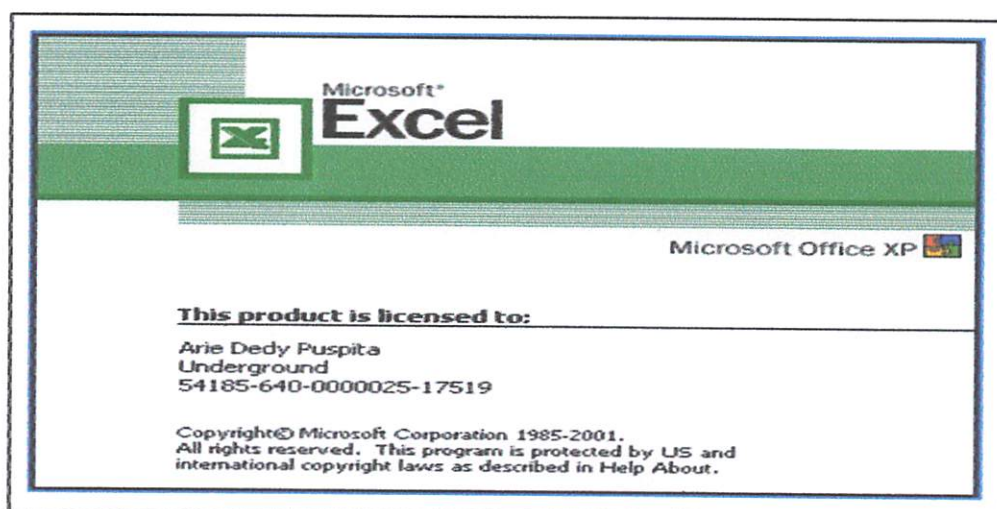 Microsoft®
Excel
Microsoft Office XP
This product is licensed to:
Arie Dedy Puspita
Underground
54185-640-0000025-17519
Copyright© Microsoft Corporation 1985-2001.
All rights reserved. This program is protected by US and
international copyright laws as described in Help About.